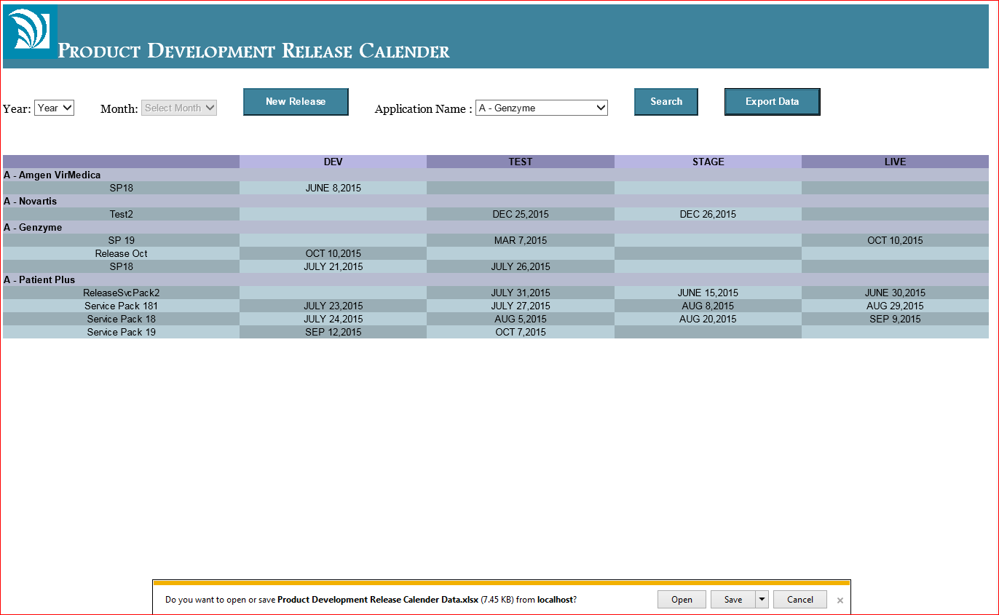 PRODUCT DEVELOPMENT RELEASE CALENDER
Year: Year Month: Select Month New Release Application Name : A - Genzyme Search Export Data
DEV TEST STAGE LIVE
A - Amgen VirMedica
SP18 JUNE 8,2015
A - Novartis
Test2 DEC 25,2015 DEC 26,2015
A - Genzyme
SP 19 MAR 7,2015 OCT 10,2015
Release Oct OCT 10,2015
SP18 JULY 21,2015 JULY 26,2015
A - Patient Plus
ReleaseSvcPack2 JULY 31,2015 JUNE 15,2015 JUNE 30,2015
Service Pack 181 JULY 23,2015 JULY 27,2015 AUG 8,2015 AUG 29,2015
Service Pack 18 JULY 24,2015 AUG 5,2015 AUG 20,2015 SEP 9,2015
Service Pack 19 SEP 12,2015 OCT 7,2015
Do you want to open or save Product Development Release Calender Data.xlsx (7.45 KB) from localhost? Open Save Cancel ×